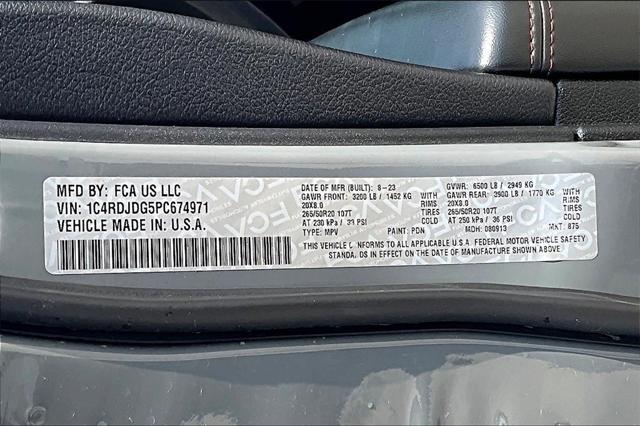 MFD BY: FCA US LLC
VIN: 1C4RDJDG5PC674971
VEHICLE MADE IN: U.S.A.
DATE OF MFR (BUILT): 8-23 GVWR: 6500 LB / 2949 KG
GAWR FRONT: 3200 LB / 1452 KG GAWR REAR: 3900 LB / 1770 KG
20X8.0 RIMS 20X8.0 RIMS
265/50R20 107T TIRES 265/50R20 107T TIRES
AT 230 kPa / 33 PSI COLD AT 250 kPa / 36 PSI COLD
TYPE: MPV PAINT: PDN MDH: 080913 MKT: 875
THIS VEHICLE CONFORMS TO ALL APPLICABLE U.S.A. FEDERAL MOTOR VEHICLE SAFETY
STANDA. DS IN EFFECT ON THE DATE OF MANUFACTURE SHOWN ABOVE